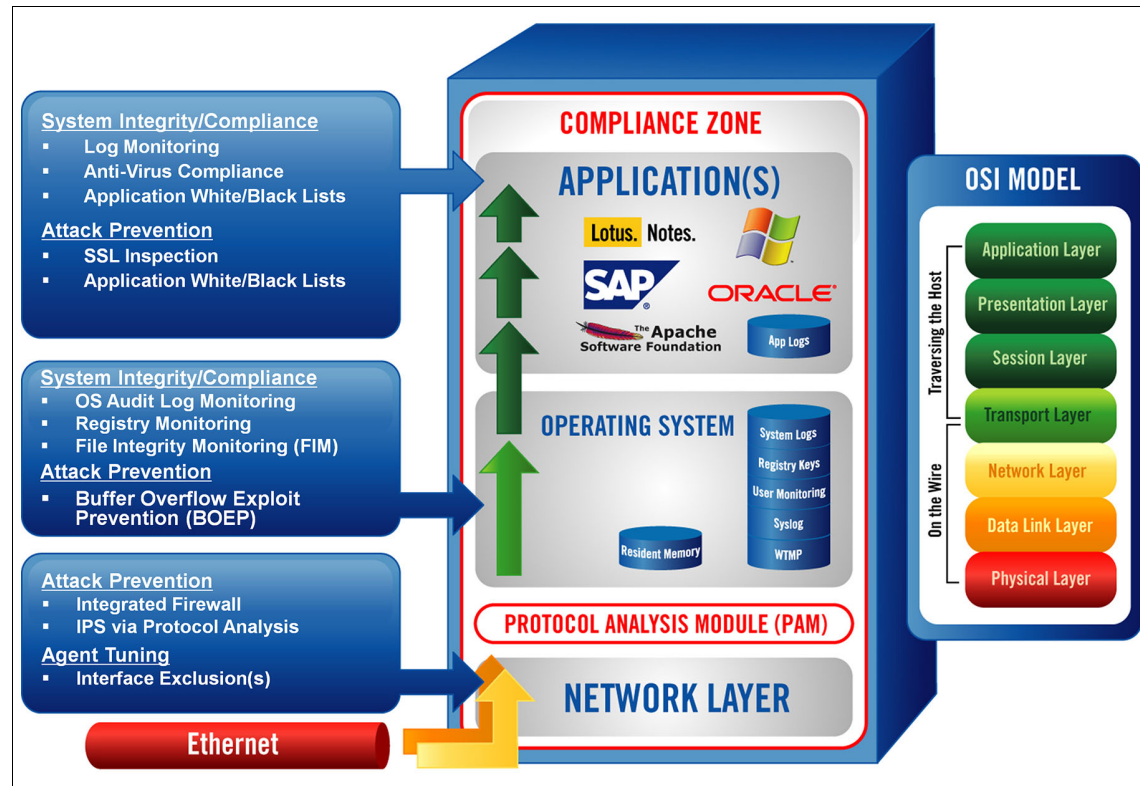 System Integrity/Compliance
▪ Log Monitoring
▪ Anti-Virus Compliance
▪ Application White/Black Lists
Attack Prevention
▪ SSL Inspection
▪ Application White/Black Lists
System Integrity/Compliance
▪ OS Audit Log Monitoring
▪ Registry Monitoring
▪ File Integrity Monitoring (FIM)
Attack Prevention
▪ Buffer Overflow Exploit
Prevention (BOEP)
Attack Prevention
▪ Integrated Firewall
▪ IPS via Protocol Analysis
Agent Tuning
▪ Interface Exclusion(s)
Ethernet
COMPLIANCE ZONE
APPLICATION(S)
Lotus. Notes.
SAP®
ORACLE®
The Apache
Software Foundation
App Logs
OPERATING SYSTEM
System Logs
Registry Keys
User Monitoring
Syslog
WTMP
Resident Memory
PROTOCOL ANALYSIS MODULE (PAM)
NETWORK LAYER
OSI MODEL
Traversing the Host
On the Wire
Application Layer
Presentation Layer
Session Layer
Transport Layer
Network Layer
Data Link Layer
Physical Layer